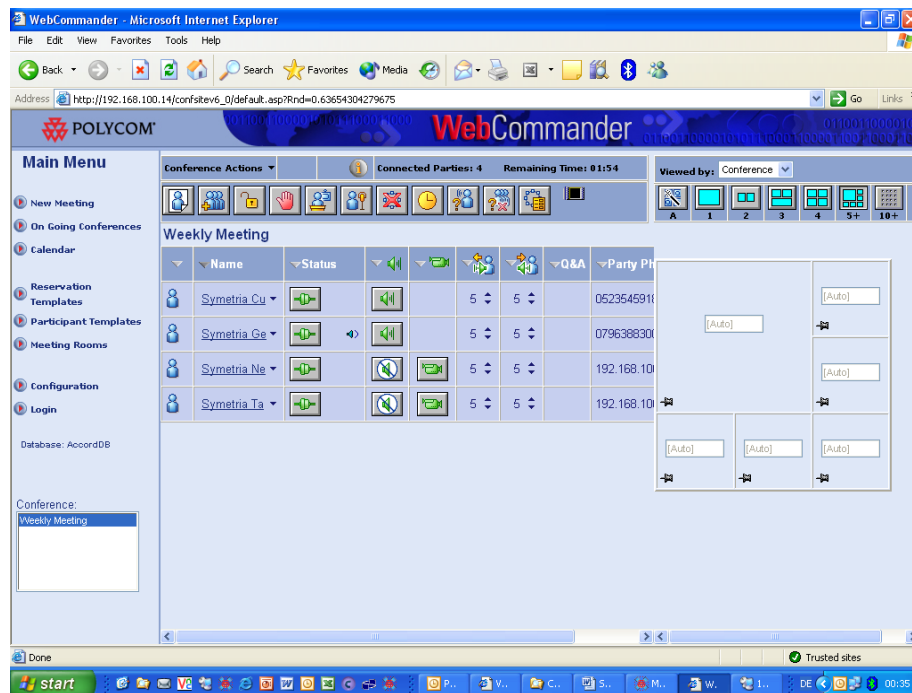 WebCommander - Microsoft Internet Explorer
File Edit View Favorites Tools Help
Back Search Favorites Media
Address http://192.168.100.14/confsitev6_0/default.asp?Rnd=0.63654304279675 Go Links
POLYCOM WebCommander
Main Menu
Conference Actions Connected Parties: 4 Remaining Time: 01:54 Viewed by: Conference
A 1 2 3 4 5+ 10+
New Meeting
On Going Conferences
Calendar
Reservation Templates
Participant Templates
Meeting Rooms
Configuration
Login
Database: AccordDB
Conference:
Weekly Meeting
Weekly Meeting
Name Status Q&A Party Ph
Symetria Cu 5 5 0523545918
Symetria Ge 5 5 0796388300
Symetria Ne 5 5 192.168.10
Symetria Ta 5 5 192.168.10
[Auto] [Auto]
[Auto]
[Auto] [Auto] [Auto]
Done Trusted sites
start P.. V.. C.. 5.. M.. W. 1.. DE 00:35